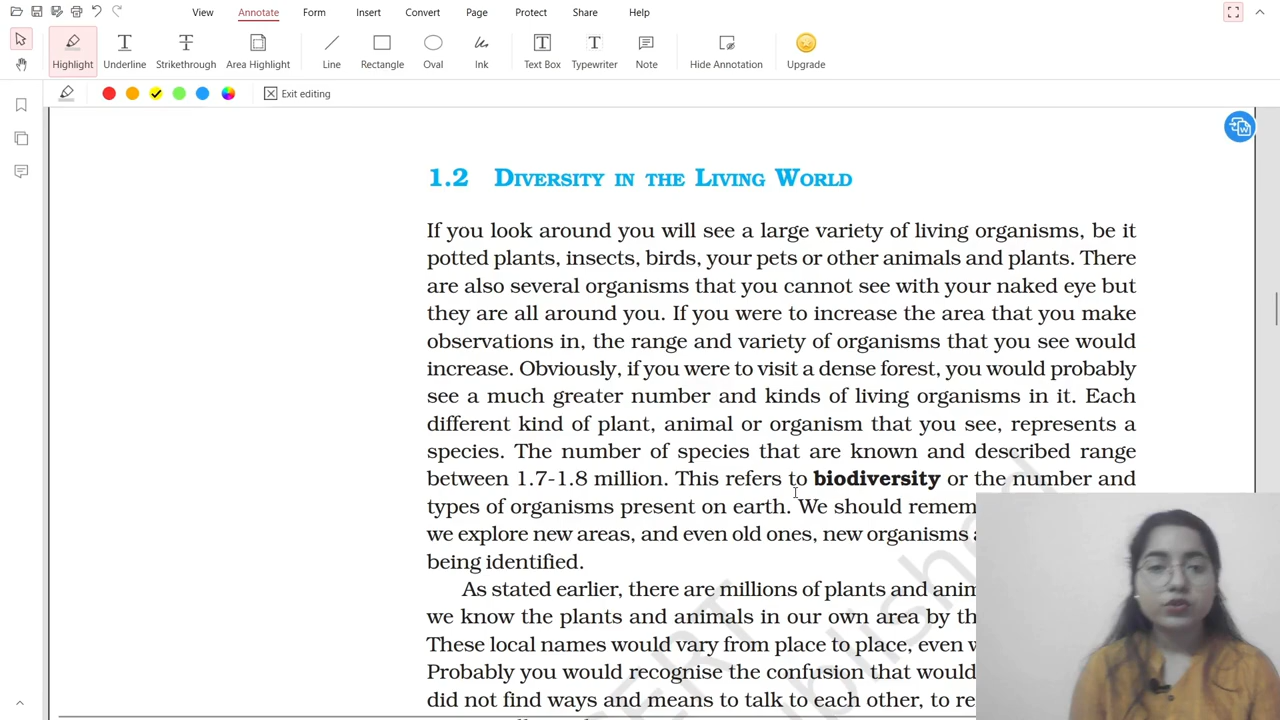 View Annotate Form Insert Convert Page Protect Share Help
Highlight Underline Strikethrough Area Highlight Line Rectangle Oval Ink Text Box Typewriter Note Hide Annotation Upgrade
Exit editing
1.2 Diversity in the Living World
If you look around you will see a large variety of living organisms, be it
potted plants, insects, birds, your pets or other animals and plants. There
are also several organisms that you cannot see with your naked eye but
they are all around you. If you were to increase the area that you make
observations in, the range and variety of organisms that you see would
increase. Obviously, if you were to visit a dense forest, you would probably
see a much greater number and kinds of living organisms in it. Each
different kind of plant, animal or organism that you see, represents a
species. The number of species that are known and described range
between 1.7-1.8 million. This refers to biodiversity or the number and
types of organisms present on earth. We should
we explore new areas, and even old ones, new organisms
being identified.
As stated earlier, there are millions of plants and
we know the plants and animals in our own area by
These local names would vary from place to place, even
Probably you would recognise the confusion that would
did not find ways and means to talk to each other, to